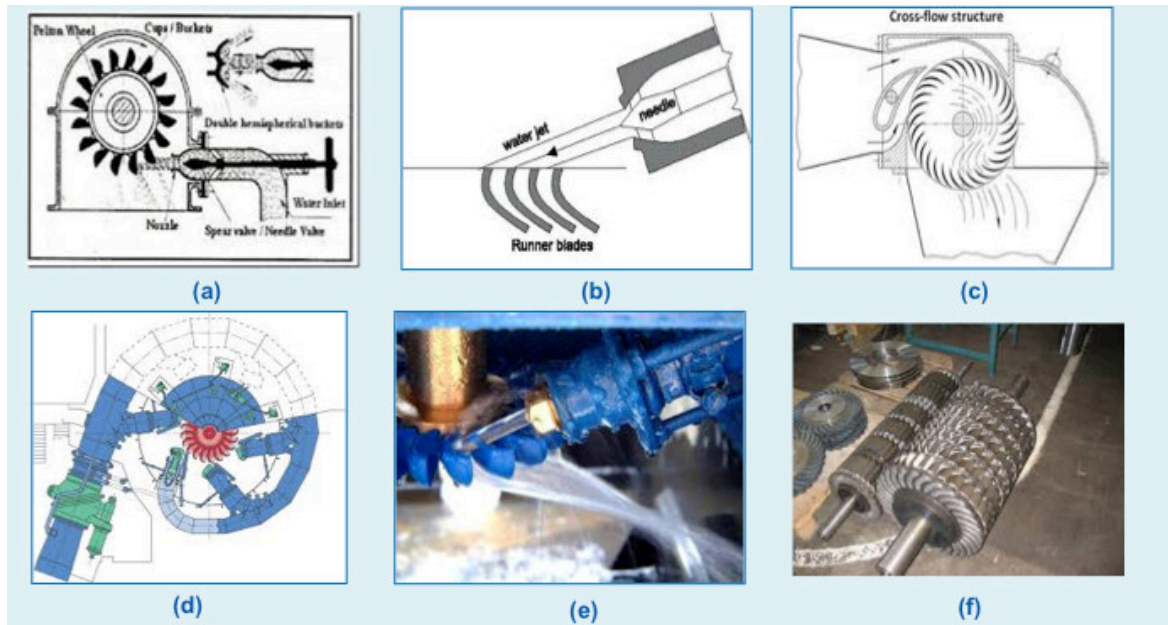 Pelton Wheel
Cups / Buckets
Double hemispherical buckets
Water Inlet
Nozzle
Spear valve / Needle Valve
(a)
needle
water jet
Runner blades
(b)
Cross-flow structure
(c)
(d)
(e)
(f)